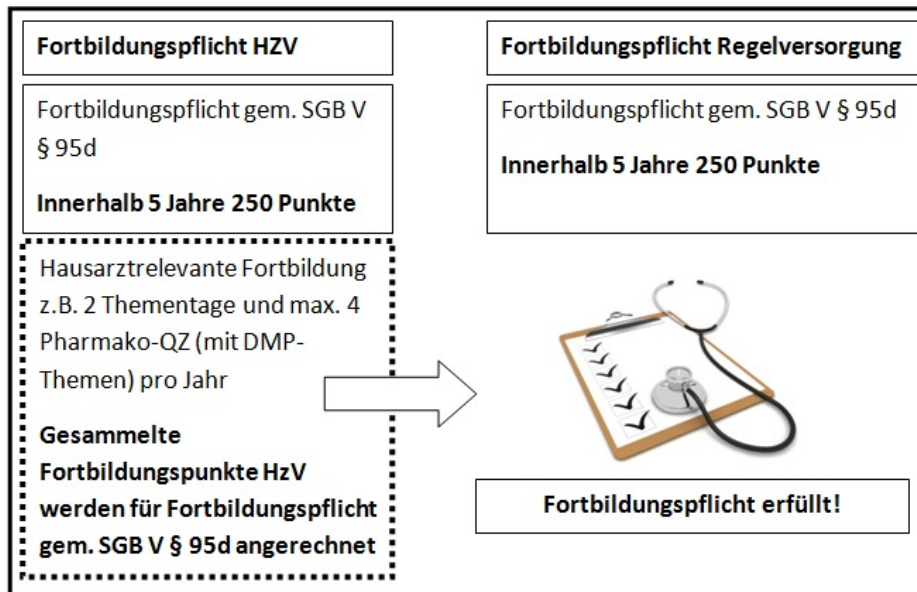 Fortbildungspflicht HZV
Fortbildungspflicht gem. SGB V
§ 95d
Innerhalb 5 Jahre 250 Punkte
Hausarztrelevante Fortbildung
z.B. 2 Thementage und max. 4
Pharmako-QZ (mit DMP-
Themen) pro Jahr
Gesammelte
Fortbildungspunkte HzV
werden für Fortbildungspflicht
gem. SGB V § 95d angerechnet
Fortbildungspflicht Regelversorgung
Fortbildungspflicht gem. SGB V § 95d
Innerhalb 5 Jahre 250 Punkte
Fortbildungspflicht erfüllt!